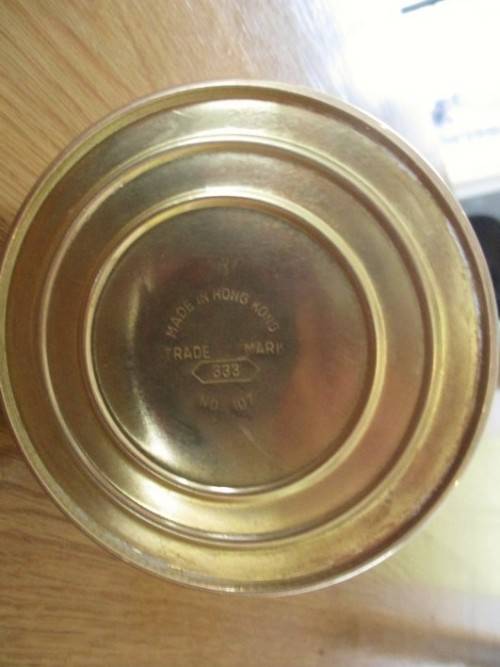 MADE IN HONG KONG
TRADE MARK
333
NO. 107